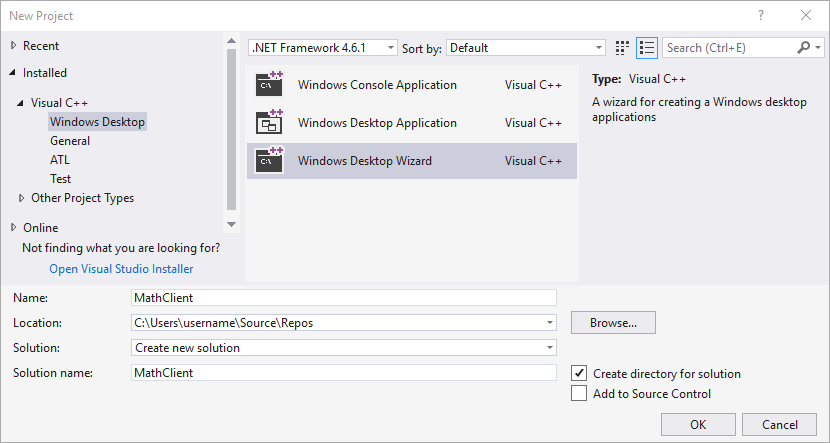 New Project
Recent
Installed
Visual C++
Windows Desktop
General
ATL
Test
Other Project Types
Online
Not finding what you are looking for?
Open Visual Studio Installer
.NET Framework 4.6.1 Sort by: Default Search (Ctrl+E)
Windows Console Application Visual C++
Windows Desktop Application Visual C++
Windows Desktop Wizard Visual C++
Type: Visual C++
A wizard for creating a Windows desktop
applications
Name: MathClient
Location: C:\Users\username\Source\Repos Browse...
Solution: Create new solution
Solution name: MathClient
Create directory for solution
Add to Source Control
OK Cancel